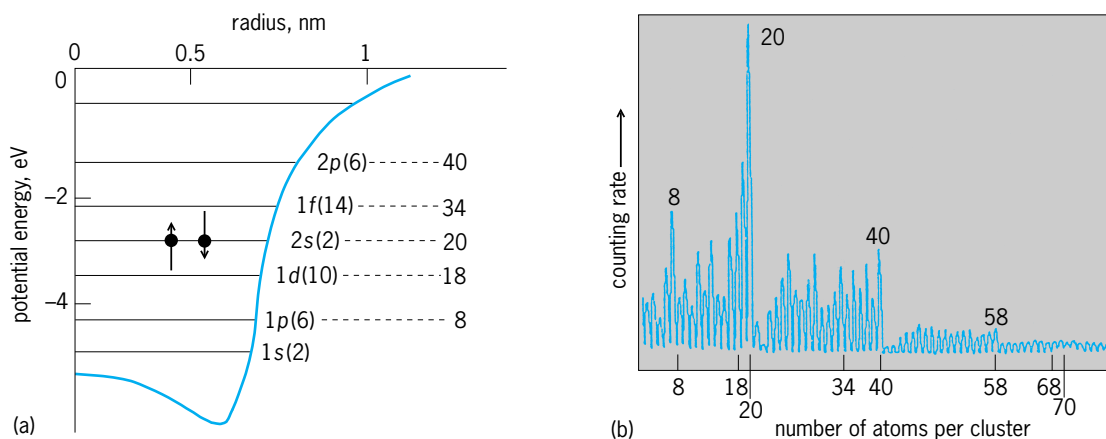 radius, nm
0 0.5 1
0
−2
−4
potential energy, eV
2p(6) 40
1f(14) 34
2s(2) 20
1d(10) 18
1p(6) 8
1s(2)
(a)
20
8
40
58
counting rate
8 18 34 40 58 68
20 70
number of atoms per cluster
(b)